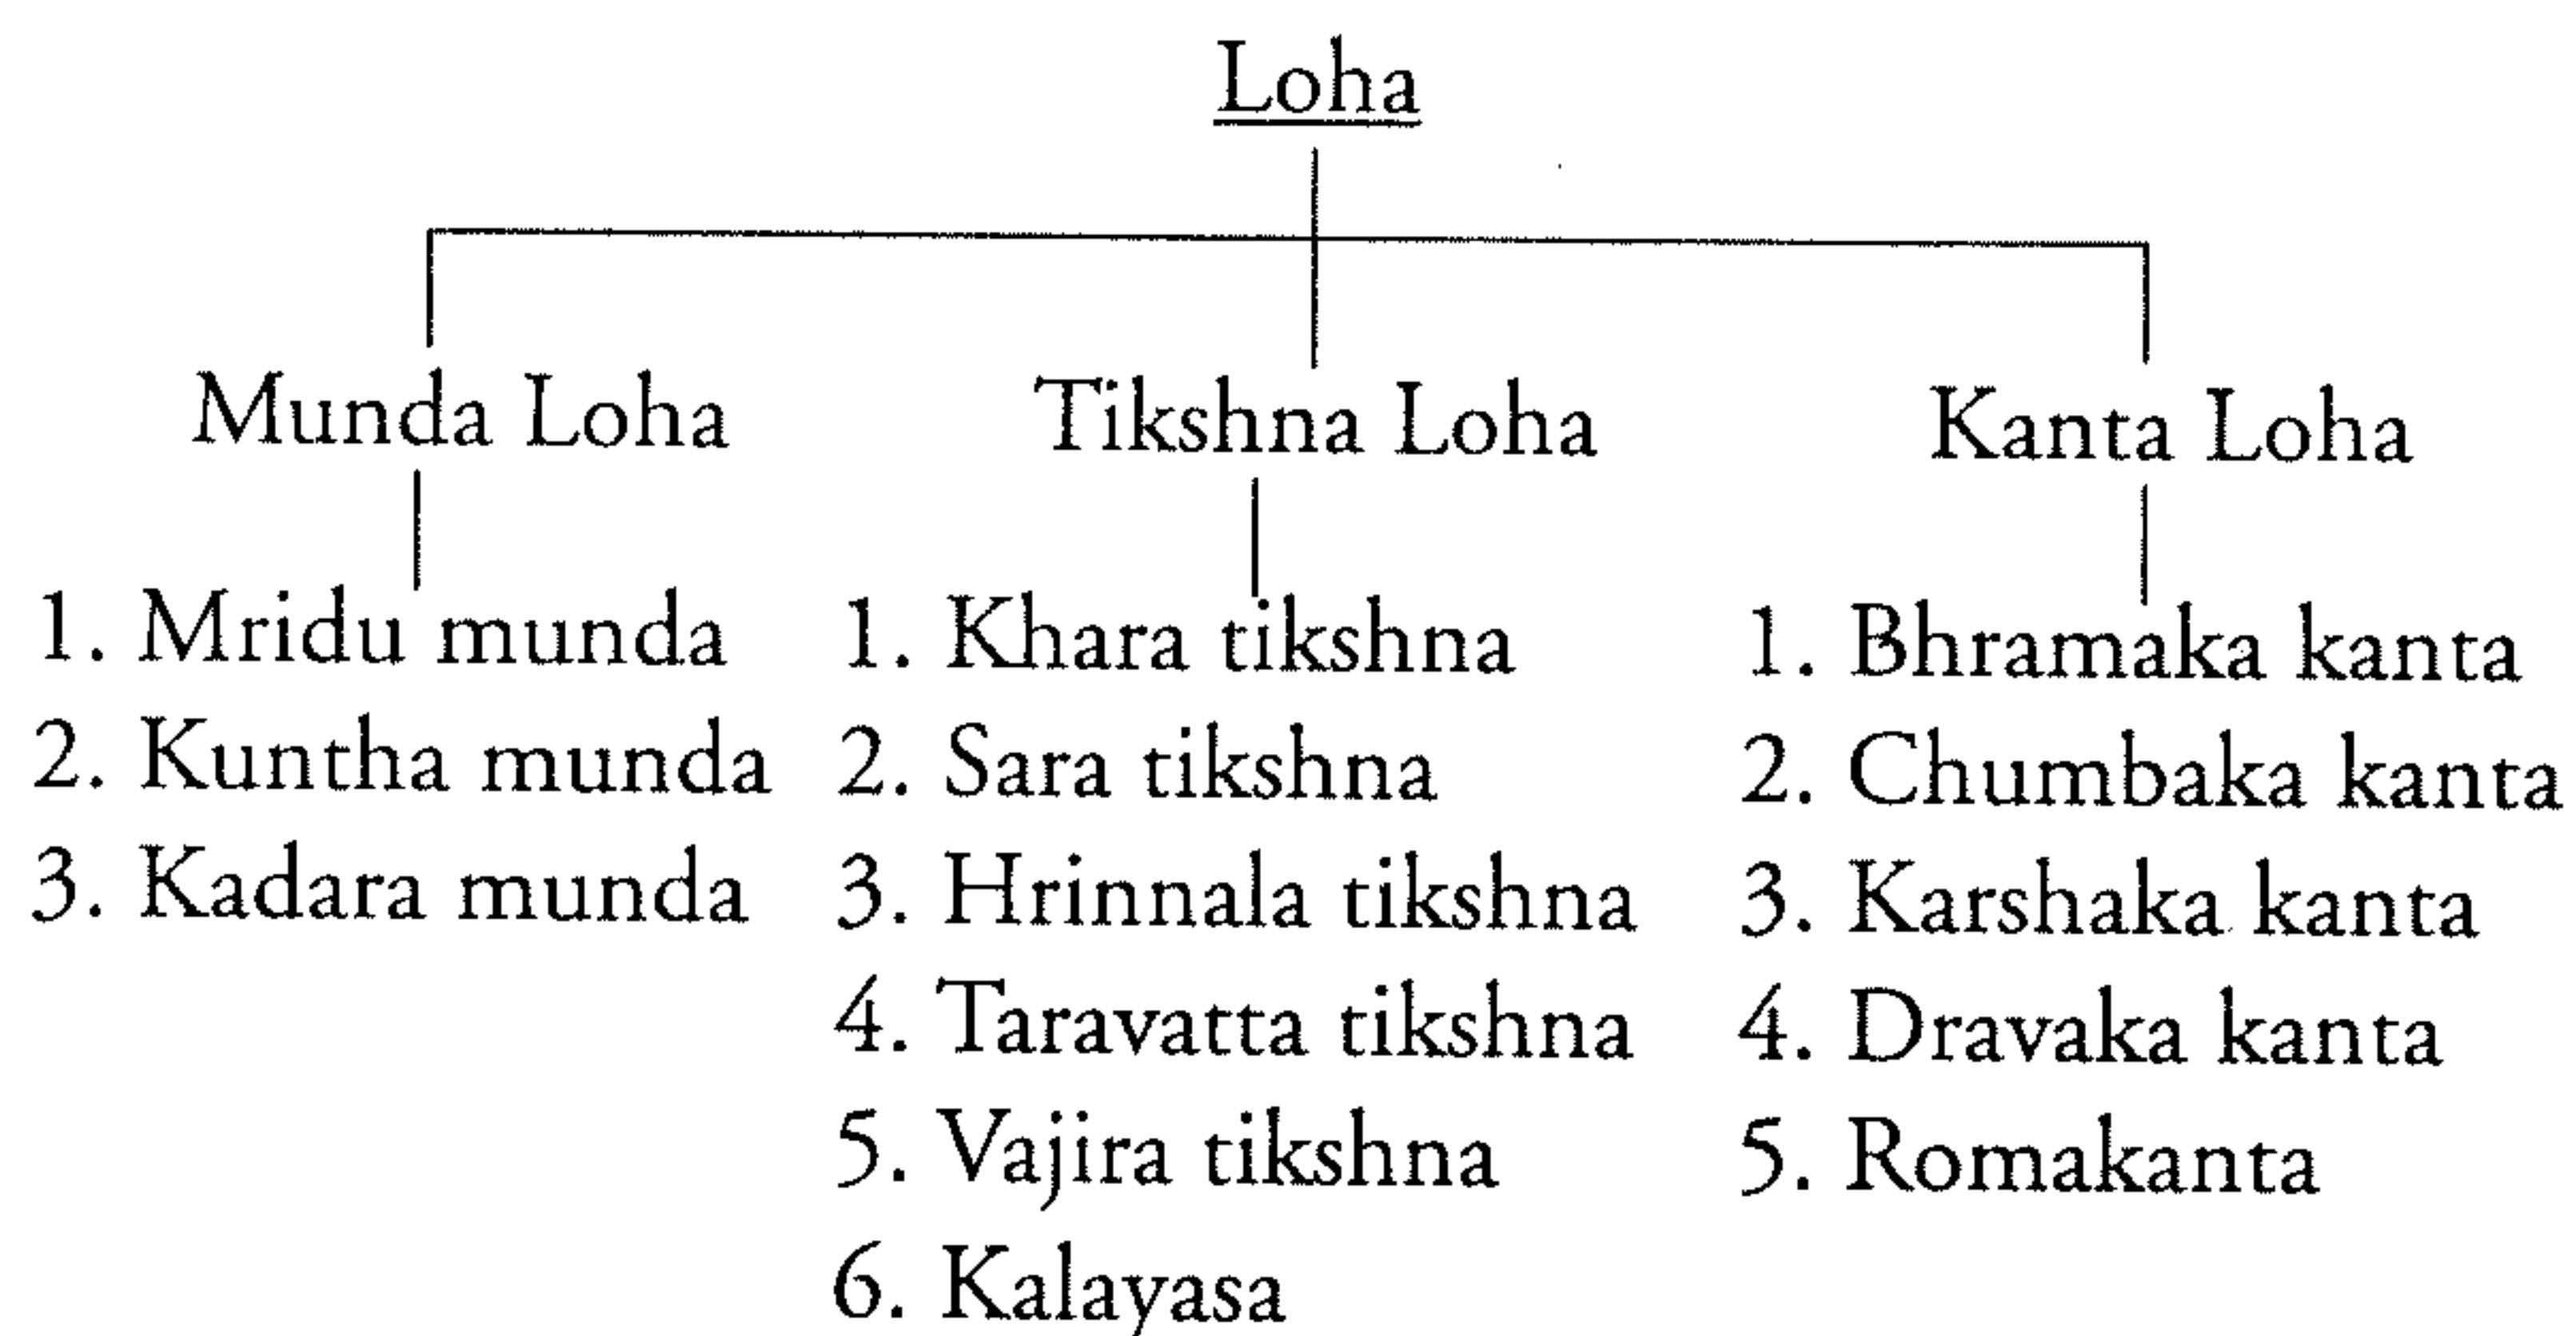 Loha
Munda Loha
1. Mridu munda
2. Kuntha munda
3. Kadara munda
Tikshna Loha
1. Khara tikshna
2. Sara tikshna
3. Hrinnala tikshna
4. Taravatta tikshna
5. Vajira tikshna
6. Kalayasa
Kanta Loha
1. Bhramaka kanta
2. Chumbaka kanta
3. Karshaka kanta
4. Dravaka kanta
5. Romakanta